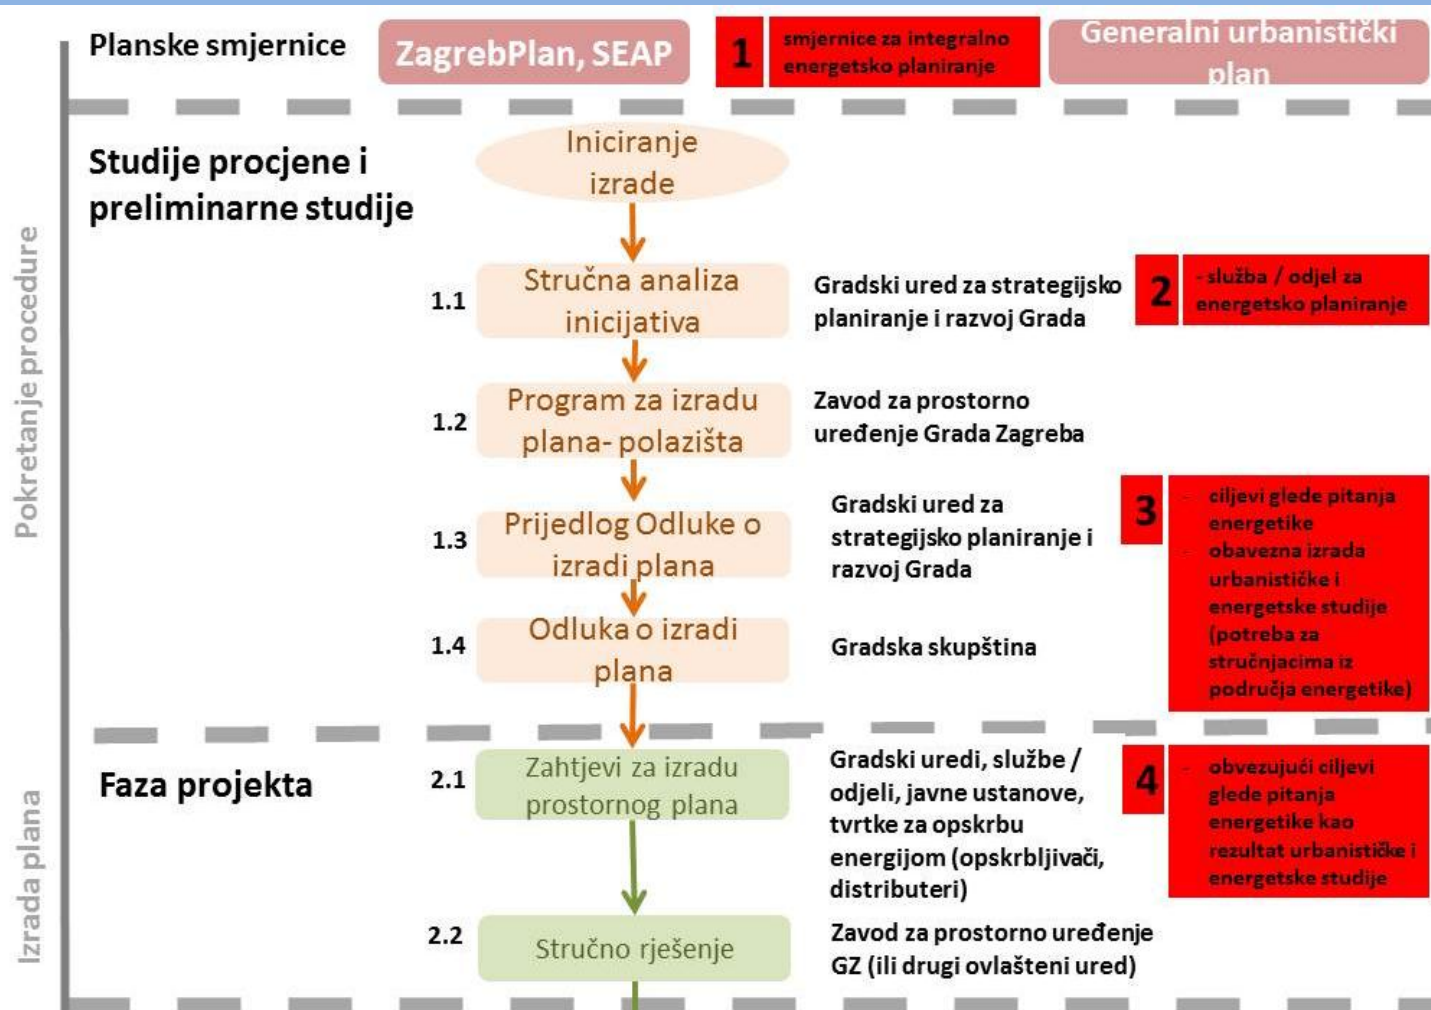 Planske smjernice
ZagrebPlan, SEAP
1
smjernice za integralno
energetsko planiranje
Generalni urbanistički
plan
Pokretanje procedure
Studije procjene i
preliminarne studije
Iniciranje
izrade
1.1
Stručna analiza
inicijativa
Gradski ured za strategijsko
planiranje i razvoj Grada
2
- služba / odjel za
energetsko planiranje
1.2
Program za izradu
plana- polazišta
Zavod za prostorno
uređenje Grada Zagreba
1.3
Prijedlog Odluke o
izradi plana
Gradski ured za
strategijsko planiranje i
razvoj Grada
3
- ciljevi glede pitanja
energetike
- obavezna izrada
urbanističke i
energetske studije
(potreba za
stručnjacima iz
područja energetike)
1.4
Odluka o izradi
plana
Gradska skupština
Izrada plana
Faza projekta
2.1
Zahtjevi za izradu
prostornog plana
Gradski uredi, službe /
odjeli, javne ustanove,
tvrtke za opskrbu
energijom (opskrbljivači,
distributeri)
4
- obvezujući ciljevi
glede pitanja
energetike kao
rezultat urbanističke i
energetske studije
2.2
Stručno rješenje
Zavod za prostorno uređenje
GZ (ili drugi ovlašteni ured)